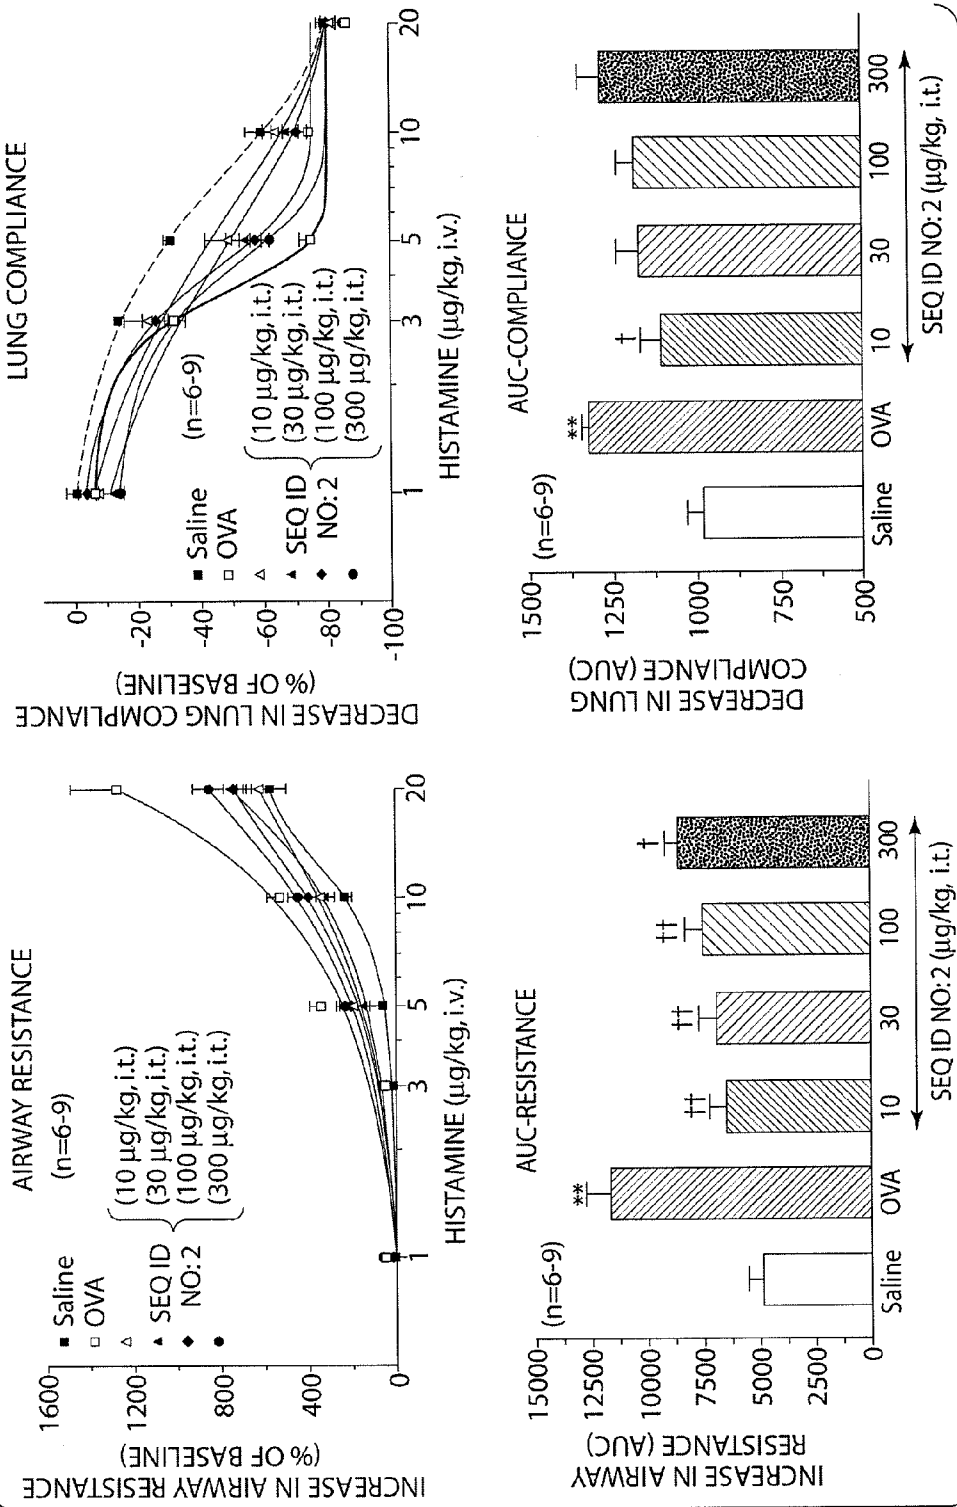 AIRWAY RESISTANCE
(n=6-9)
Saline
OVA
(10 µg/kg, i.t.)
SEQ ID (30 µg/kg, i.t.)
NO:2 (100 µg/kg, i.t.)
(300 µg/kg, i.t.)
INCREASE IN AIRWAY RESISTANCE
(% OF BASELINE)
1600
1200
800
400
0
1 3 5 10 20
HISTAMINE (µg/kg, i.v.)
LUNG COMPLIANCE
(n=6-9)
Saline
OVA
(10 µg/kg, i.t.)
SEQ ID (30 µg/kg, i.t.)
NO: 2 (100 µg/kg, i.t.)
(300 µg/kg, i.t.)
DECREASE IN LUNG COMPLIANCE
(% OF BASELINE)
0
-20
-40
-60
-80
-100
1 3 5 10 20
HISTAMINE (µg/kg, i.v.)
AUC-RESISTANCE
(n=6-9)
INCREASE IN AIRWAY
RESISTANCE (AUC)
15000
12500
10000
7500
5000
2500
0
** †† †† †† †
Saline OVA 10 30 100 300
SEQ ID NO:2 (µg/kg, i.t.)
AUC-COMPLIANCE
(n=6-9)
DECREASE IN LUNG
COMPLIANCE (AUC)
1500
1250
1000
750
500
** †
Saline OVA 10 30 100 300
SEQ ID NO:2 (µg/kg, i.t.)